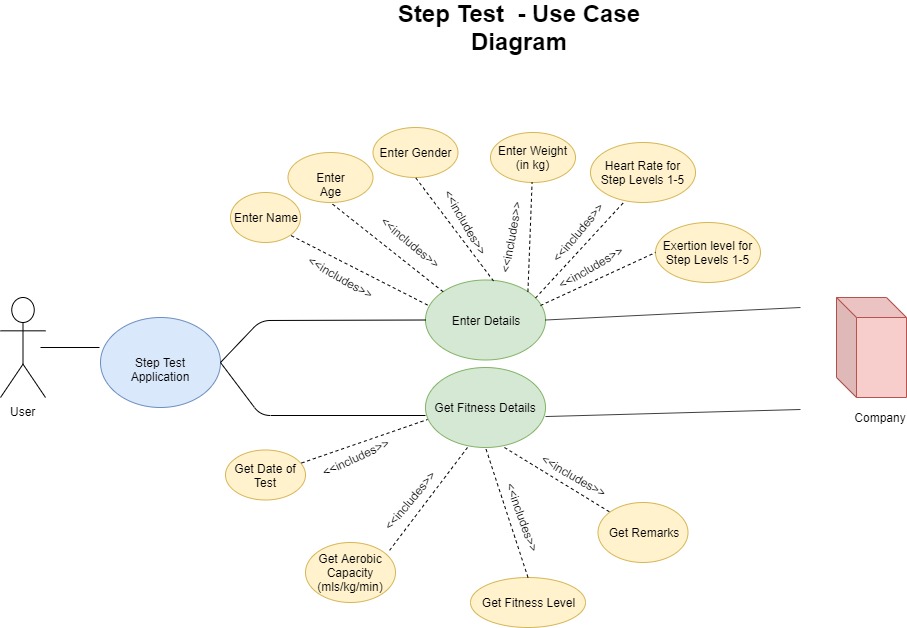 Step Test - Use Case
Diagram
Enter Gender
Enter Weight
(in kg)
Heart Rate for
Step Levels 1-5
Enter
Age
Enter Name
Exertion level for
Step Levels 1-5
<<includes>>
<<includes>>
<<includes>>
<<includes>>
<<includes>>
<<includes>>
Enter Details
Step Test
Application
User
Company
Get Fitness Details
<<includes>>
<<includes>>
<<includes>>
<<includes>>
Get Date of
Test
Get Remarks
Get Aerobic
Capacity
(mls/kg/min)
Get Fitness Level